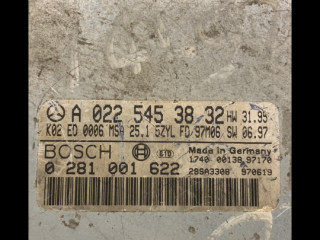 A 022 545 38 32 HW 31.95
K02 ED 0006 MSA 25.1 5ZYL FD 97M06 SW 06.97
BOSCH Made in Germany
1740 00138 97170
0 281 001 622 28SA3308 970619